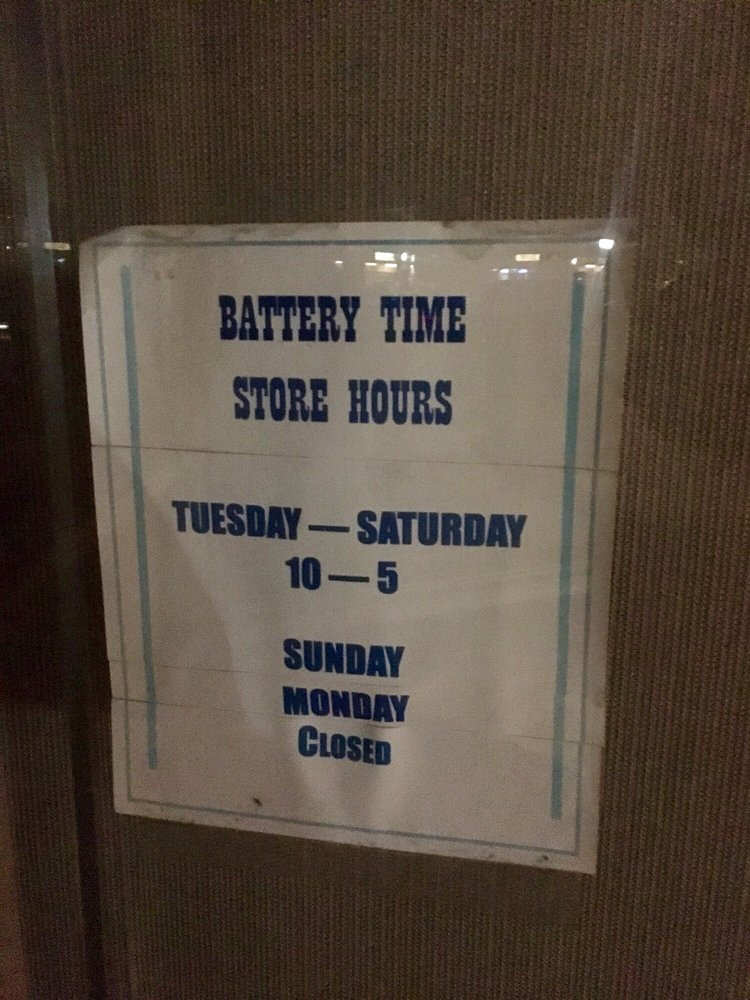 BATTERY TIME
STORE HOURS
TUESDAY — SATURDAY
10 — 5
SUNDAY
MONDAY
CLOSED